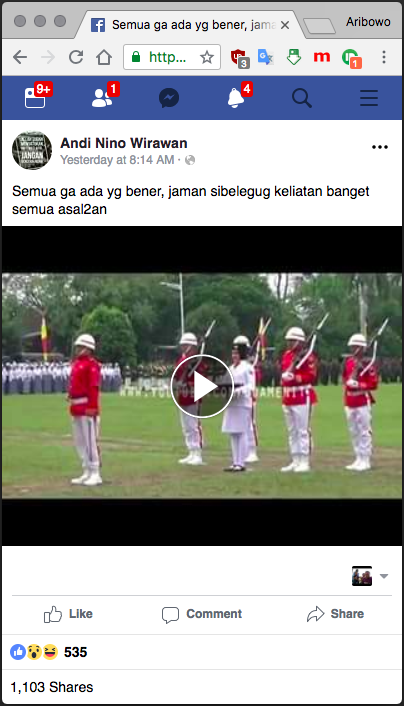 Semua ga ada yg bener, jama
Aribowo
http...
3
1
9+
1
4
Andi Nino Wirawan
Yesterday at 8:14 AM ·
Semua ga ada yg bener, jaman sibelegug keliatan banget
semua asal2an
Like
Comment
Share
535
1,103 Shares